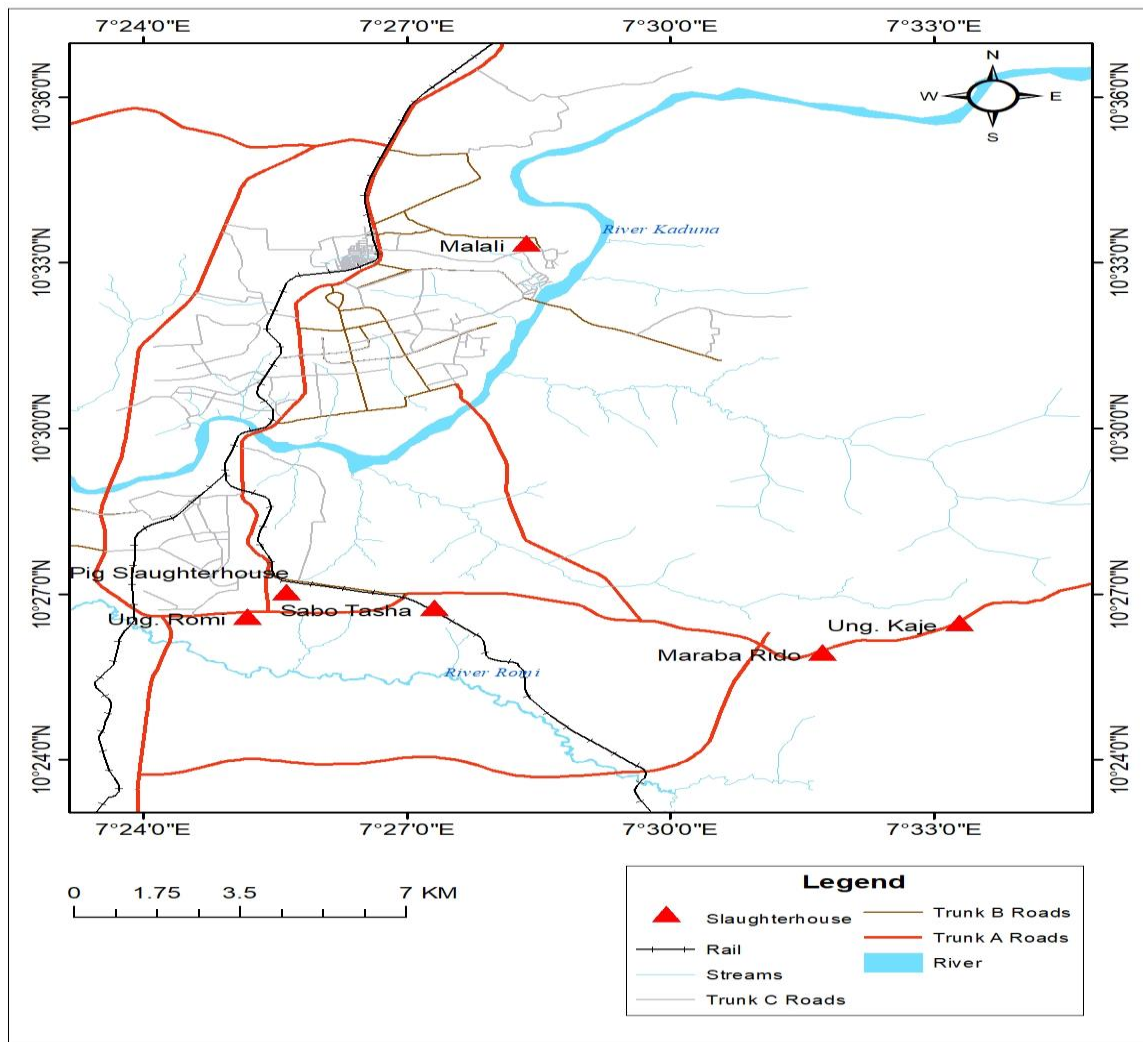 7°24'0"E 7°27'0"E 7°30'0"E 7°33'0"E
10°36'0"N 10°36'0"N
N
W E
S
River Kaduna
Malali
10°33'0"N 10°33'0"N
10°30'0"N 10°30'0"N
Pig Slaughterhouse
10°27'0"N 10°27'0"N
Sabo Tasha
Ung. Romi
Ung. Kaje
Maraba Rido
River Romi
10°24'0"N 10°24'0"N
7°24'0"E 7°27'0"E 7°30'0"E 7°33'0"E
0 1.75 3.5 7 KM
Legend
Slaughterhouse
Rail
Streams
Trunk C Roads
Trunk B Roads
Trunk A Roads
River